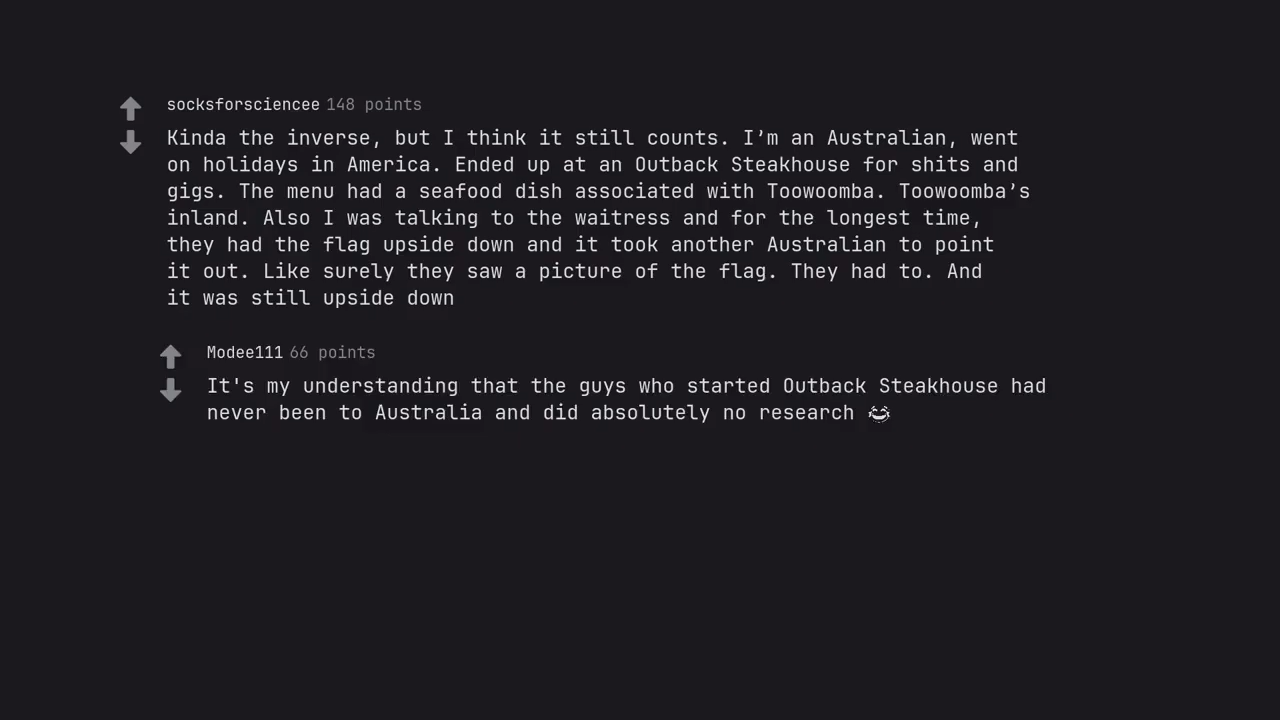 socksforsciencee 148 points
Kinda the inverse, but I think it still counts. I’m an Australian, went
on holidays in America. Ended up at an Outback Steakhouse for shits and
gigs. The menu had a seafood dish associated with Toowoomba. Toowoomba’s
inland. Also I was talking to the waitress and for the longest time,
they had the flag upside down and it took another Australian to point
it out. Like surely they saw a picture of the flag. They had to. And
it was still upside down
Modee111 66 points
It's my understanding that the guys who started Outback Steakhouse had
never been to Australia and did absolutely no research 😂